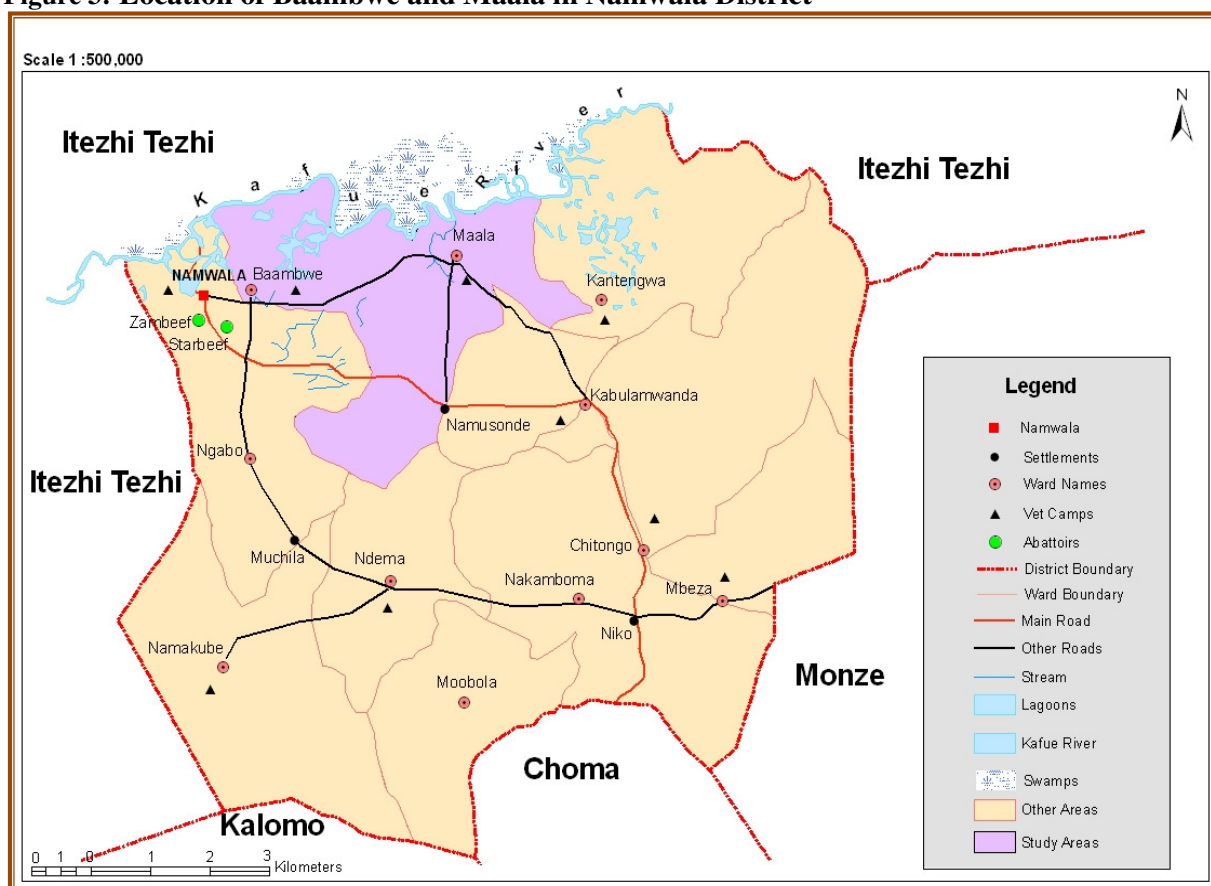 Figure 3: Location of Baambwe and Maala in Namwala District
Scale 1 :500,000
N
Itezhi Tezhi
Itezhi Tezhi
Kafue River
Maala
NAMWALA
Baambwe
Kantengwa
Zambeef
Starbeef
Kabulamwanda
Namusonde
Ngabo
Itezhi Tezhi
Chitongo
Muchila
Ndema
Nakamboma
Mbeza
Niko
Namakube
Moobola
Monze
Choma
Kalomo
0 1 0 1 2 3
Kilometers
Legend
Namwala
Settlements
Ward Names
Vet Camps
Abattoirs
District Boundary
Ward Boundary
Main Road
Other Roads
Stream
Lagoons
Kafue River
Swamps
Other Areas
Study Areas